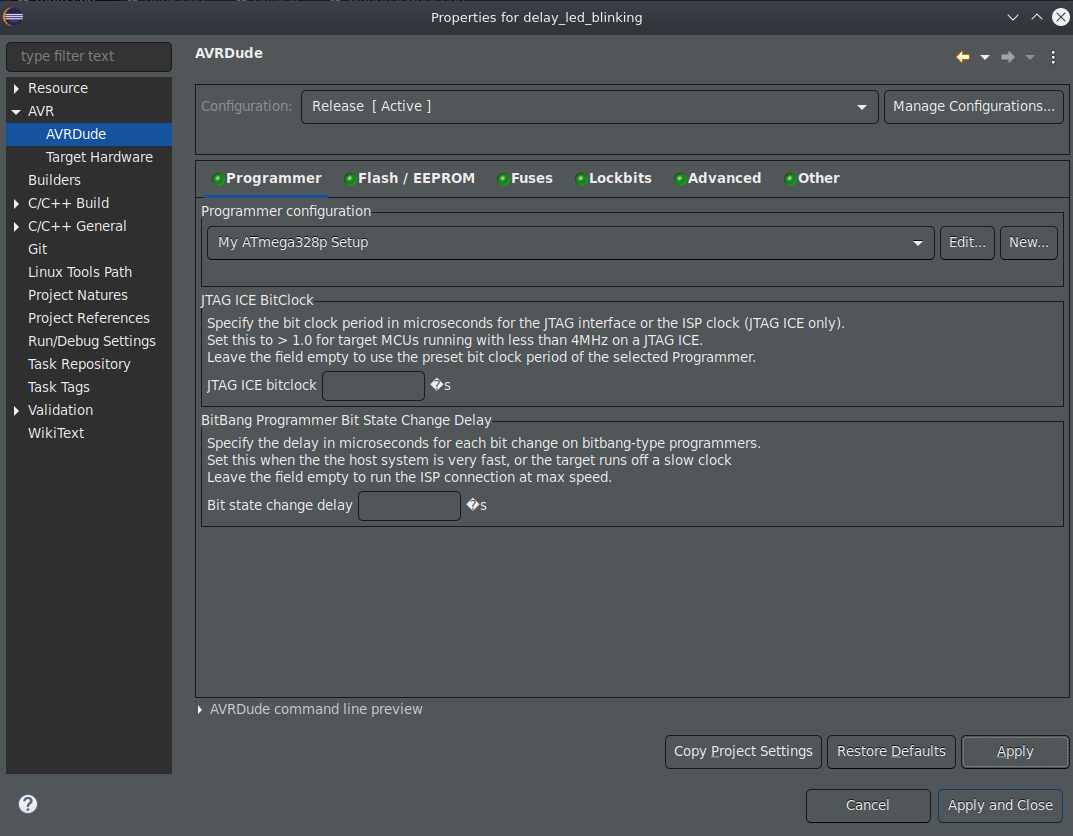 Properties for delay_led_blinking
type filter text
Resource
AVR
AVRDude
Target Hardware
Builders
C/C++ Build
C/C++ General
Git
Linux Tools Path
Project Natures
Project References
Run/Debug Settings
Task Repository
Task Tags
Validation
WikiText
AVRDude
Configuration: Release [ Active ] Manage Configurations...
Programmer Flash / EEPROM Fuses Lockbits Advanced Other
Programmer configuration
My ATmega328p Setup Edit... New...
JTAG ICE BitClock
Specify the bit clock period in microseconds for the JTAG interface or the ISP clock (JTAG ICE only).
Set this to > 1.0 for target MCUs running with less than 4MHz on a JTAG ICE.
Leave the field empty to use the preset bit clock period of the selected Programmer.
JTAG ICE bitclock �s
BitBang Programmer Bit State Change Delay
Specify the delay in microseconds for each bit change on bitbang-type programmers.
Set this when the the host system is very fast, or the target runs off a slow clock
Leave the field empty to run the ISP connection at max speed.
Bit state change delay �s
AVRDude command line preview
Copy Project Settings Restore Defaults Apply
? Cancel Apply and Close